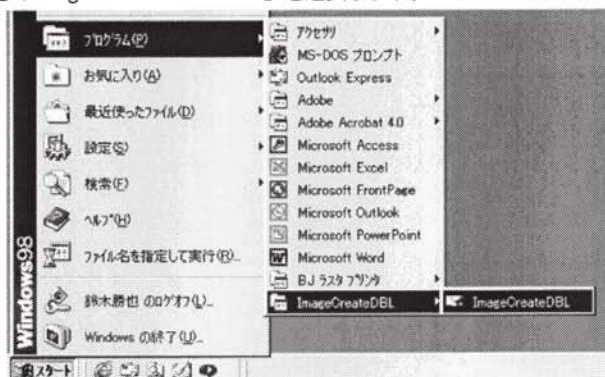 プログラム(P)
お気に入り(A)
最近使ったファイル(D)
設定(S)
検索(F)
ヘルプ(H)
ファイル名を指定して実行(R)...
鈴木勝也 のログオフ(L)...
Windows の終了(U)...
Windows98
スタート
アクセサリ
MS-DOS プロンプト
Outlook Express
Adobe
Adobe Acrobat 4.0
Microsoft Access
Microsoft Excel
Microsoft FrontPage
Microsoft Outlook
Microsoft PowerPoint
Microsoft Word
BJ ラスタ プリンタ
ImageCreateDBL
ImageCreateDBL